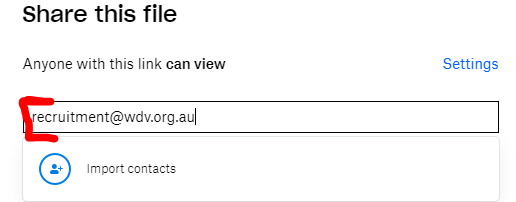 Share this file
Anyone with this link can view Settings
recruitment@wdv.org.au
Import contacts